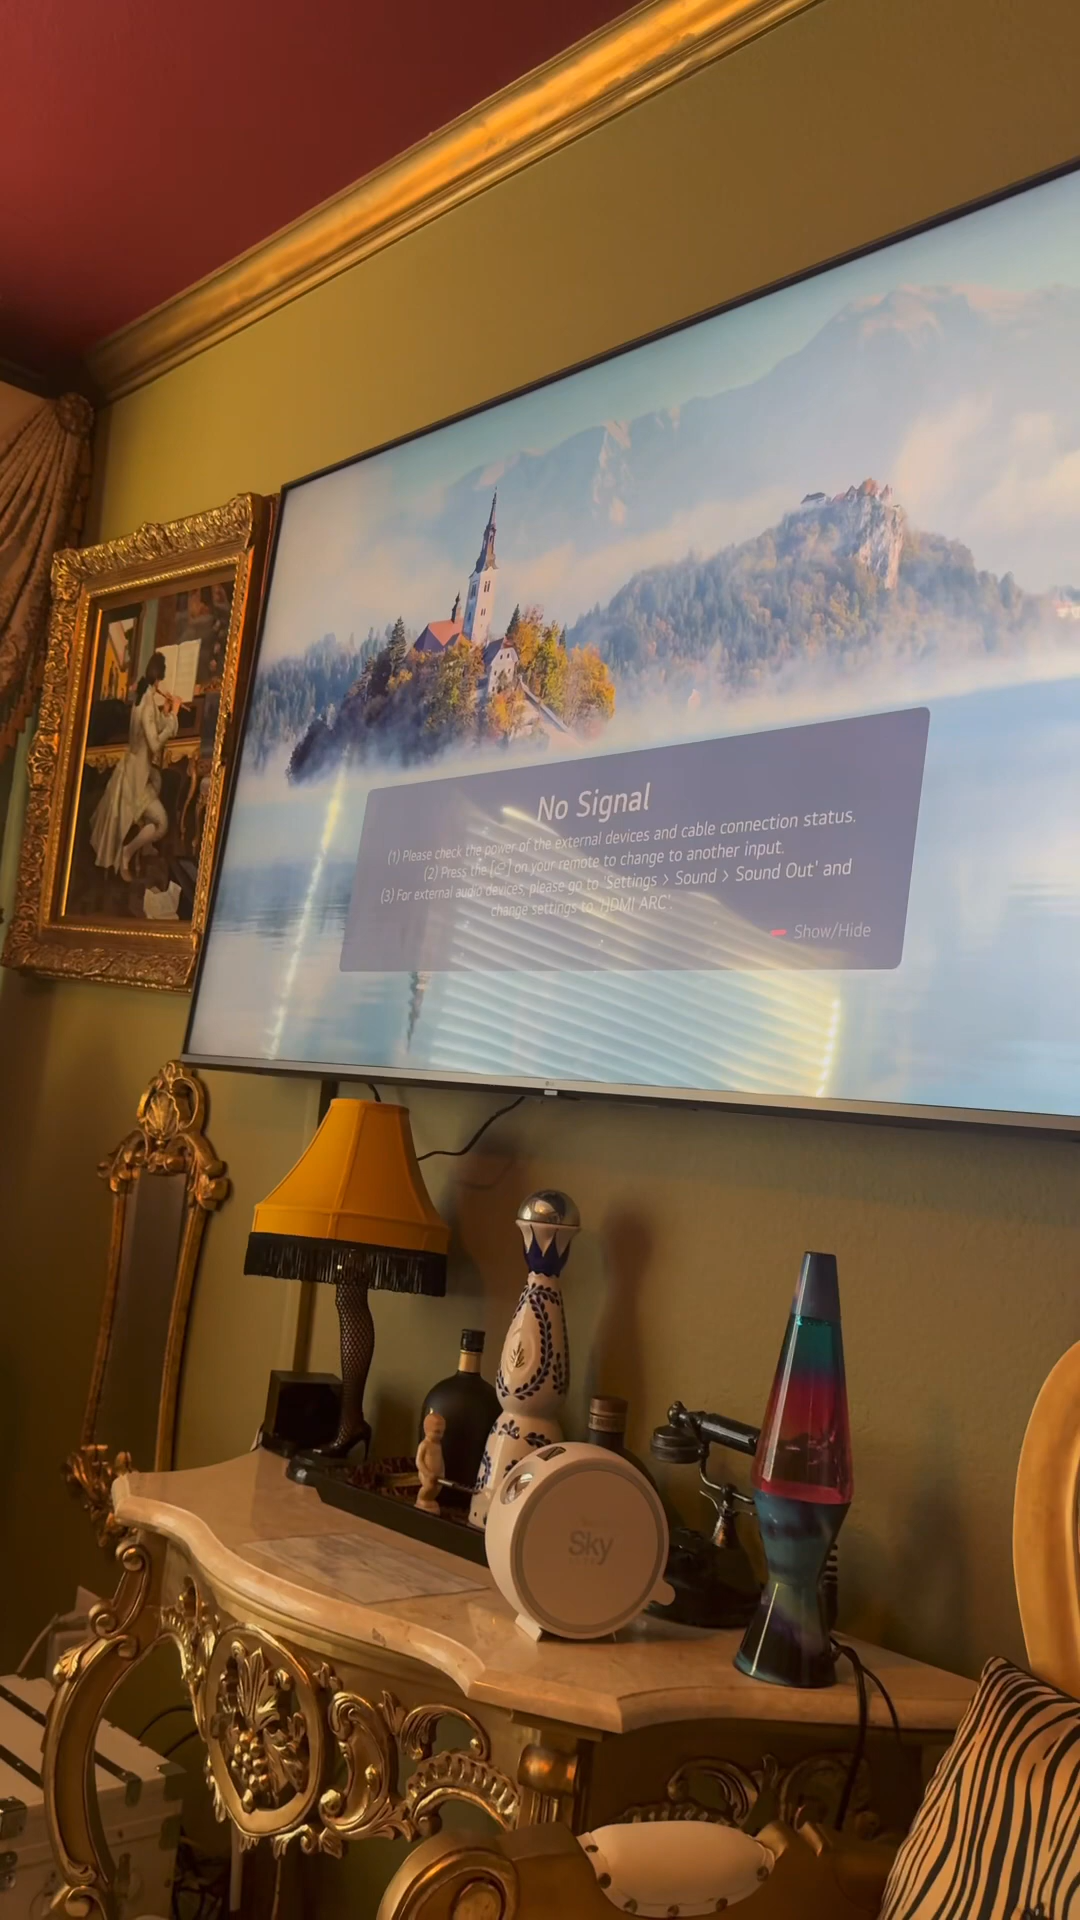 No Signal
(1) Please check the power of the external devices and cable connection status.
(2) Press the [⊕] on your remote to change to another input.
(3) For external audio devices, please go to 'Settings > Sound > Sound Out' and
change settings to 'HDMI ARC'.
Show/Hide
LG
Sky